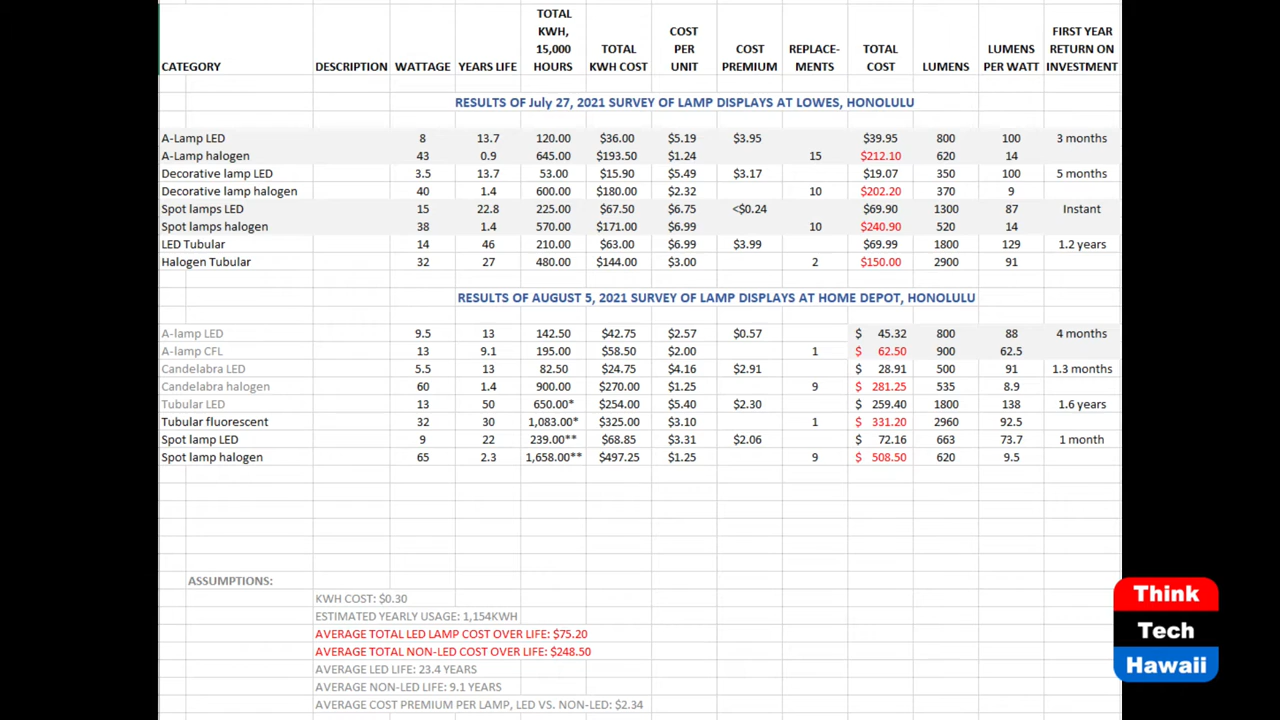 CATEGORY DESCRIPTION WATTAGE YEARS LIFE TOTAL KWH, 15,000 HOURS TOTAL KWH COST COST PER UNIT COST PREMIUM REPLACE-MENTS TOTAL COST LUMENS LUMENS PER WATT FIRST YEAR RETURN ON INVESTMENT
RESULTS OF July 27, 2021 SURVEY OF LAMP DISPLAYS AT LOWES, HONOLULU
A-Lamp LED 8 13.7 120.00 $36.00 $5.19 $3.95 $39.95 800 100 3 months
A-Lamp halogen 43 0.9 645.00 $193.50 $1.24 15 $212.10 620 14
Decorative lamp LED 3.5 13.7 53.00 $15.90 $5.49 $3.17 $19.07 350 100 5 months
Decorative lamp halogen 40 1.4 600.00 $180.00 $2.32 10 $202.20 370 9
Spot lamps LED 15 22.8 225.00 $67.50 $6.75 <$0.24 $69.90 1300 87 Instant
Spot lamps halogen 38 1.4 570.00 $171.00 $6.99 10 $240.90 520 14
LED Tubular 14 46 210.00 $63.00 $6.99 $3.99 $69.99 1800 129 1.2 years
Halogen Tubular 32 27 480.00 $144.00 $3.00 2 $150.00 2900 91
RESULTS OF AUGUST 5, 2021 SURVEY OF LAMP DISPLAYS AT HOME DEPOT, HONOLULU
A-lamp LED 9.5 13 142.50 $42.75 $2.57 $0.57 $ 45.32 800 88 4 months
A-lamp CFL 13 9.1 195.00 $58.50 $2.00 1 $ 62.50 900 62.5
Candelabra LED 5.5 13 82.50 $24.75 $4.16 $2.91 $ 28.91 500 91 1.3 months
Candelabra halogen 60 1.4 900.00 $270.00 $1.25 9 $ 281.25 535 8.9
Tubular LED 13 50 650.00* $254.00 $5.40 $2.30 $ 259.40 1800 138 1.6 years
Tubular fluorescent 32 30 1,083.00* $325.00 $3.10 1 $ 331.20 2960 92.5
Spot lamp LED 9 22 239.00** $68.85 $3.31 $2.06 $ 72.16 663 73.7 1 month
Spot lamp halogen 65 2.3 1,658.00** $497.25 $1.25 9 $ 508.50 620 9.5
ASSUMPTIONS:
KWH COST: $0.30
ESTIMATED YEARLY USAGE: 1,154KWH
AVERAGE TOTAL LED LAMP COST OVER LIFE: $75.20
AVERAGE TOTAL NON-LED COST OVER LIFE: $248.50
AVERAGE LED LIFE: 23.4 YEARS
AVERAGE NON-LED LIFE: 9.1 YEARS
AVERAGE COST PREMIUM PER LAMP, LED VS. NON-LED: $2.34
Think
Tech
Hawaii